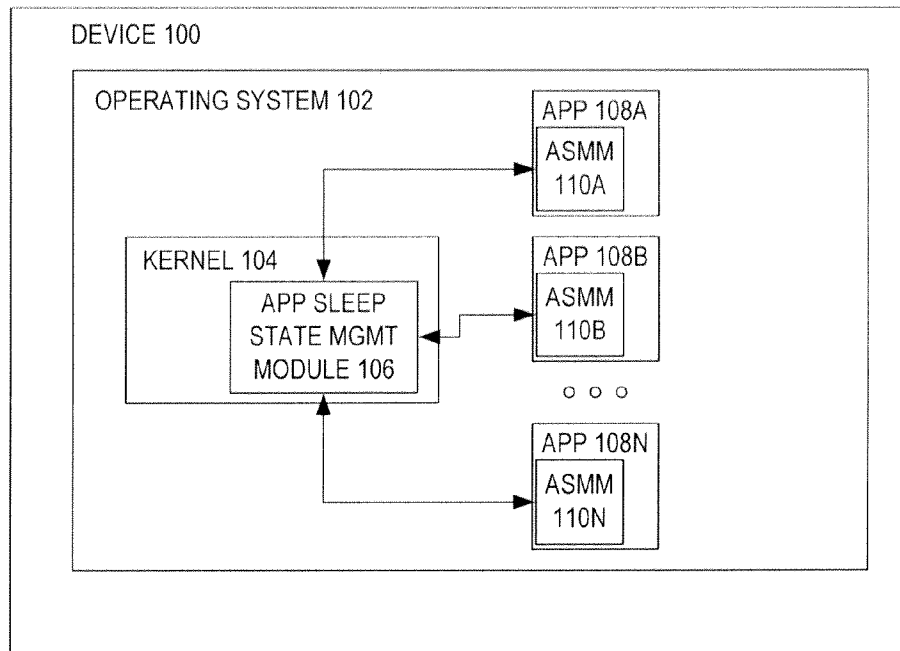 DEVICE 100
OPERATING SYSTEM 102
APP 108A
ASMM
110A
KERNEL 104
APP SLEEP
STATE MGMT
MODULE 106
APP 108B
ASMM
110B
APP 108N
ASMM
110N